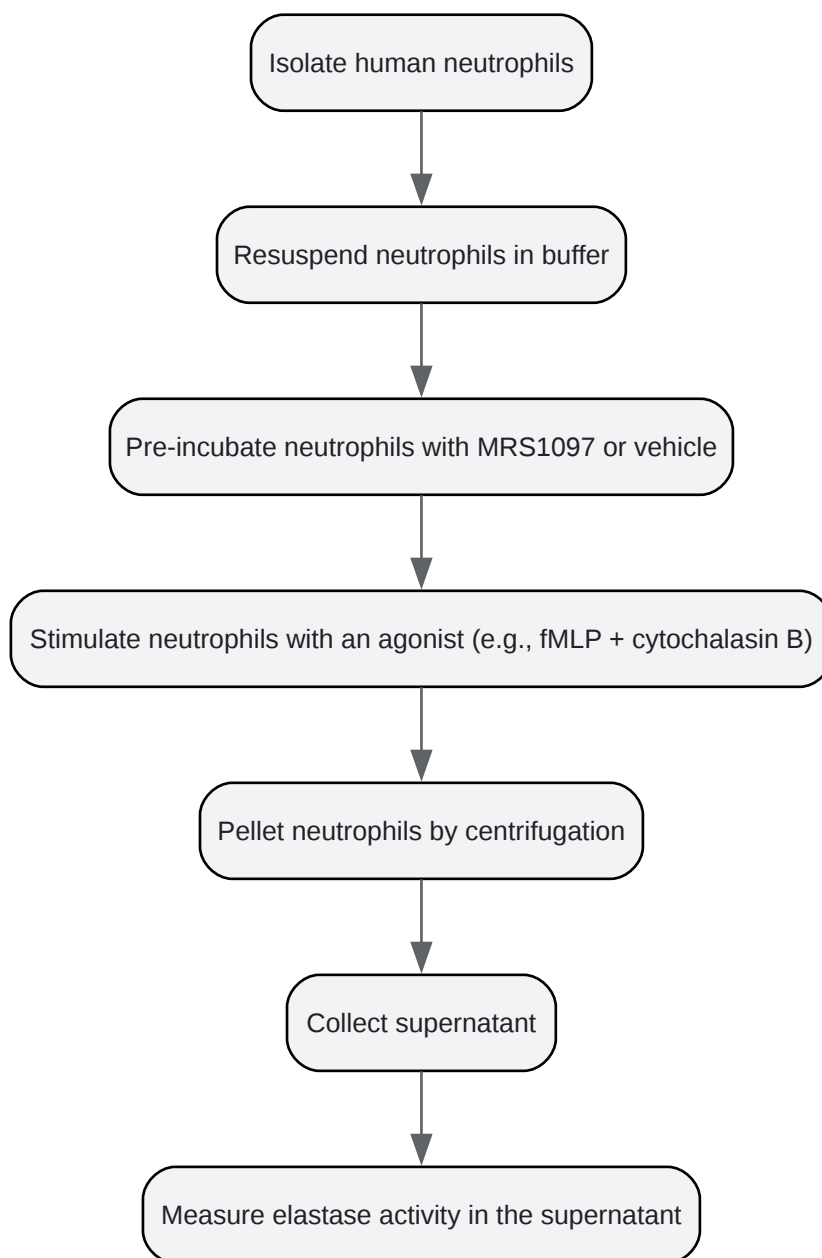 Isolate human neutrophils
Resuspend neutrophils in buffer
Pre-incubate neutrophils with MRS1097 or vehicle
Stimulate neutrophils with an agonist (e.g., fMLP + cytochalasin B)
Pellet neutrophils by centrifugation
Collect supernatant
Measure elastase activity in the supernatant